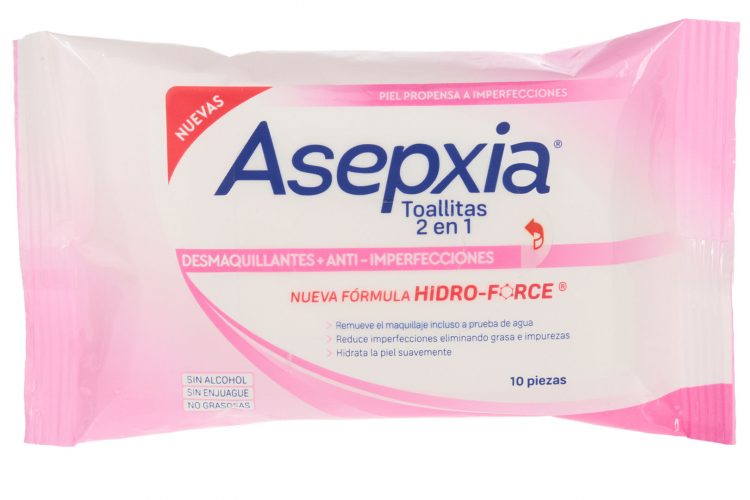 NUEVAS
PIEL PROPENSA A IMPERFECCIONES
Asepxia®
Toallitas
2 en 1
DESMAQUILLANTES + ANTI - IMPERFECCIONES
NUEVA FÓRMULA HiDRO-FORCE ®
> Remueve el maquillaje incluso a prueba de agua
> Reduce imperfecciones eliminando grasa e impurezas
> Hidrata la piel suavemente
10 piezas
SIN ALCOHOL
SIN ENJUAGUE
NO GRASOSAS